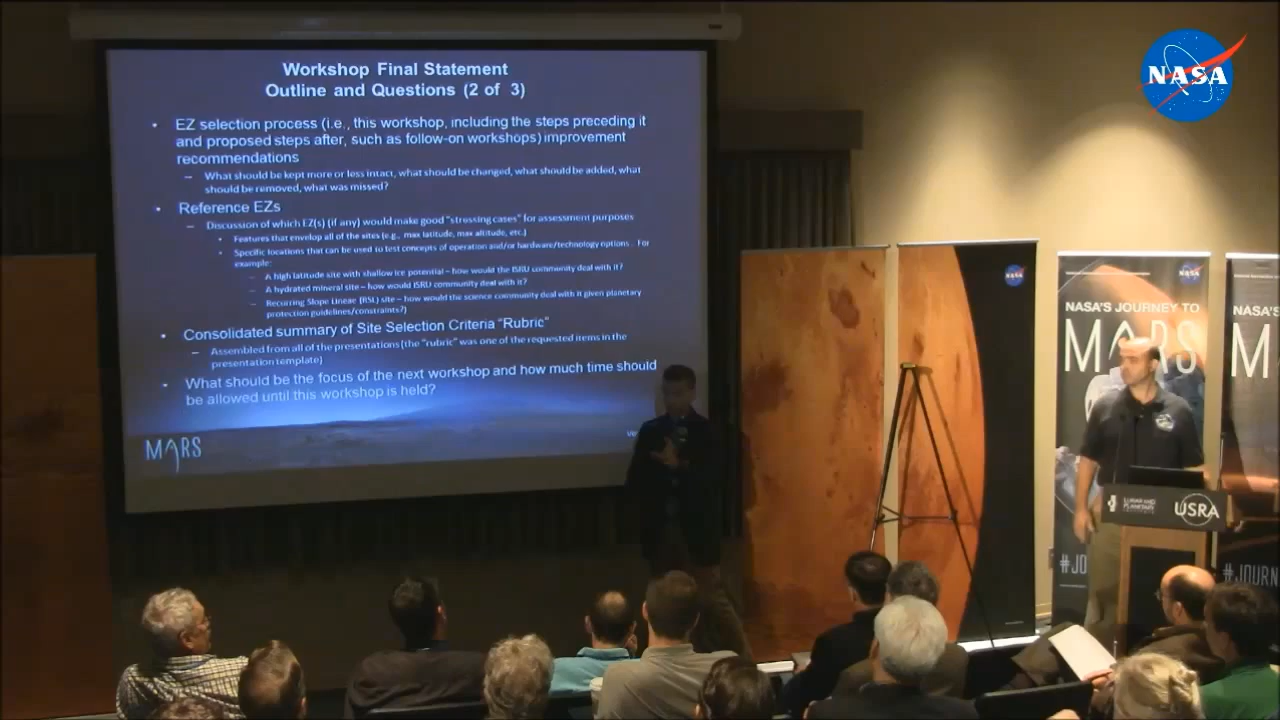 Workshop Final Statement
Outline and Questions (2 of 3)
• EZ selection process (i.e., this workshop, including the steps preceding it
and proposed steps after, such as follow-on workshops) improvement
recommendations
– What should be kept more or less intact, what should be changed, what should be added, what
should be removed, what was missed?
• Reference EZs
– Discussion of which EZ(s) (if any) would make good "stressing cases" for assessment purposes
• Features that envelop all of the sites (e.g., max latitude, max altitude, etc.)
• Specific locations that can be used to test concepts of operation and/or hardware/technology options. For
example:
– A high latitude site with shallow ice potential – how would the ISRU community deal with it?
– A hydrated mineral site – how would ISRU community deal with it?
– Recurring Slope Lineae (RSL) site – how would the science community deal with it given planetary
protection guidelines/constraints?)
• Consolidated summary of Site Selection Criteria "Rubric"
– Assembled from all of the presentations (the "rubric" was one of the requested items in the
presentation template)
• What should be the focus of the next workshop and how much time should
be allowed until this workshop is held?
MARS
NASA
NASA
NASA'S JOURNEY TO
MARS
#JO
NASA'S
M
#JOURN
LUNAR AND
PLANETARY
INSTITUTE
USRA